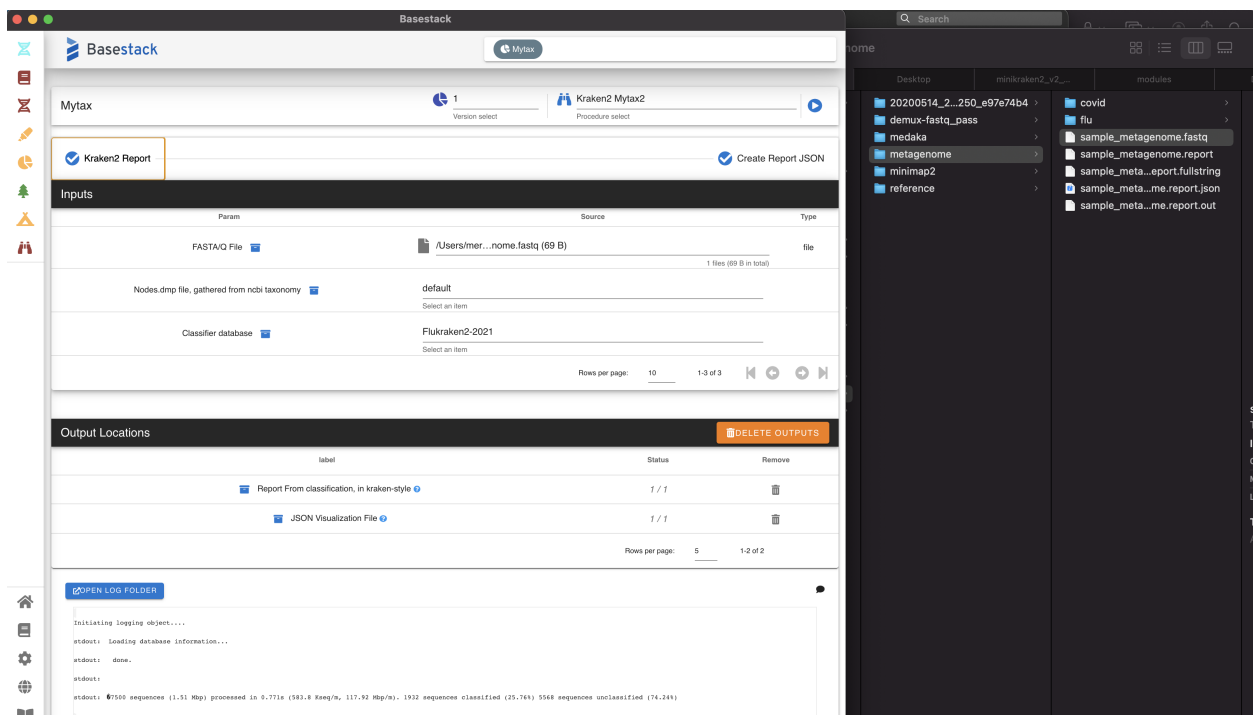 Basestack
Search
Basestack
Mytax
nome
Desktop
minikraken2_v2_...
modules
Mytax
1
Version select
Kraken2 Mytax2
Procedure select
20200514_2...250_e97e74b4
demux-fastq_pass
medaka
metagenome
minimap2
reference
covid
flu
sample_metagenome.fastq
sample_metagenome.report
sample_meta...eport.fullstring
sample_meta...me.report.json
sample_meta...me.report.out
Kraken2 Report
Create Report JSON
Inputs
Param
Source
Type
FASTA/Q File
/Users/mer...nome.fastq (69 B)
file
1 files (69 B in total)
Nodes.dmp file, gathered from ncbi taxonomy
default
Select an item
Classifier database
Flukraken2-2021
Select an item
Rows per page: 10 1-3 of 3
Output Locations
DELETE OUTPUTS
label
Status
Remove
Report From classification, in kraken-style
1 / 1
JSON Visualization File
1 / 1
Rows per page: 5 1-2 of 2
OPEN LOG FOLDER
Initiating logging object....
stdout: Loading database information...
stdout: done.
stdout:
stdout: �7500 sequences (1.51 Mbp) processed in 0.771s (583.8 Kseq/m, 117.92 Mbp/m). 1932 sequences classified (25.76%) 5568 sequences unclassified (74.24%)